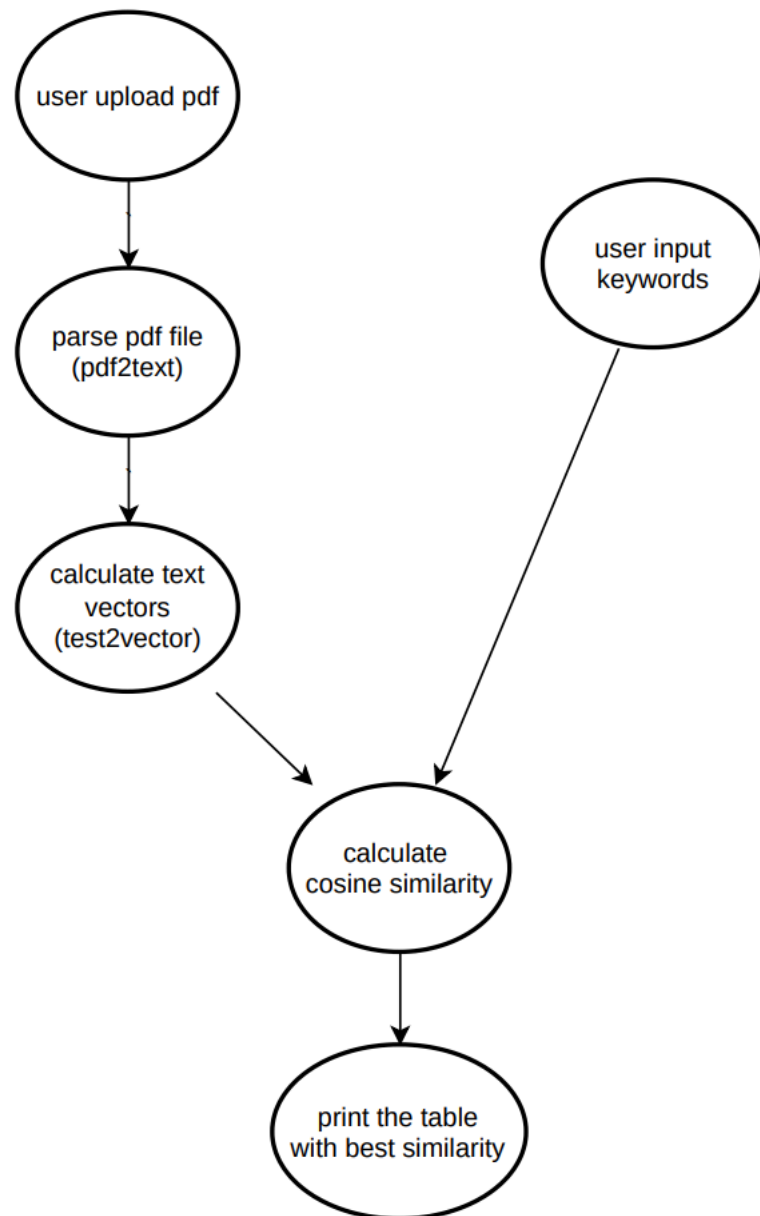 user upload pdf
parse pdf file
(pdf2text)
calculate text
vectors
(test2vector)
user input
keywords
calculate
cosine similarity
print the table
with best similarity